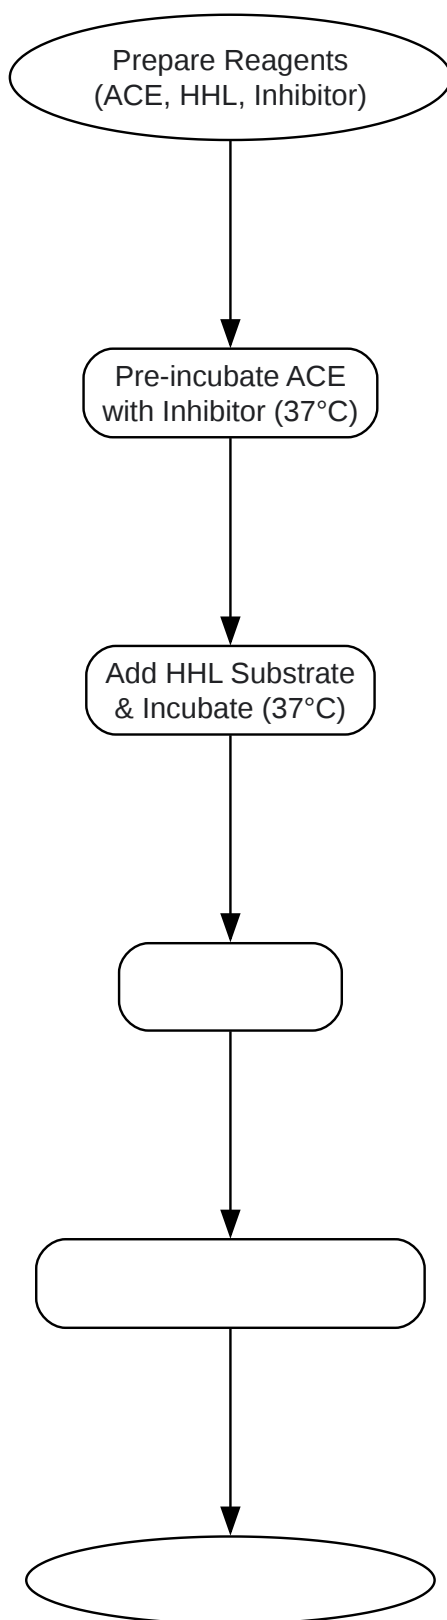 Prepare Reagents
(ACE, HHL, Inhibitor)
Pre-incubate ACE
with Inhibitor (37°C)
Add HHL Substrate
& Incubate (37°C)